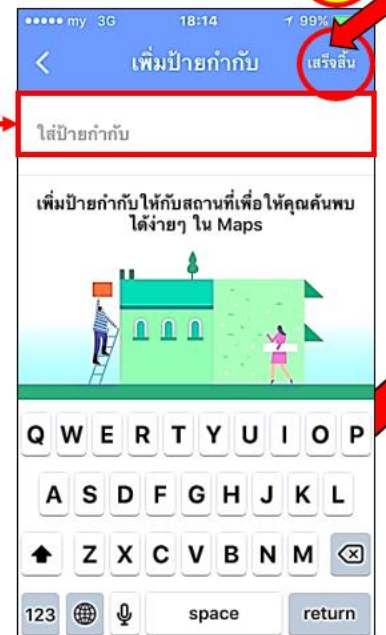 my 3G 18:14 99%
เพิ่มป้ายกำกับ เสร็จสิ้น
ใส่ป้ายกำกับ
เพิ่มป้ายกำกับให้กับสถานที่เพื่อให้คุณค้นพบ
ได้ง่ายๆ ใน Maps
Q W E R T Y U I O P
A S D F G H J K L
Z X C V B N M
123 space return